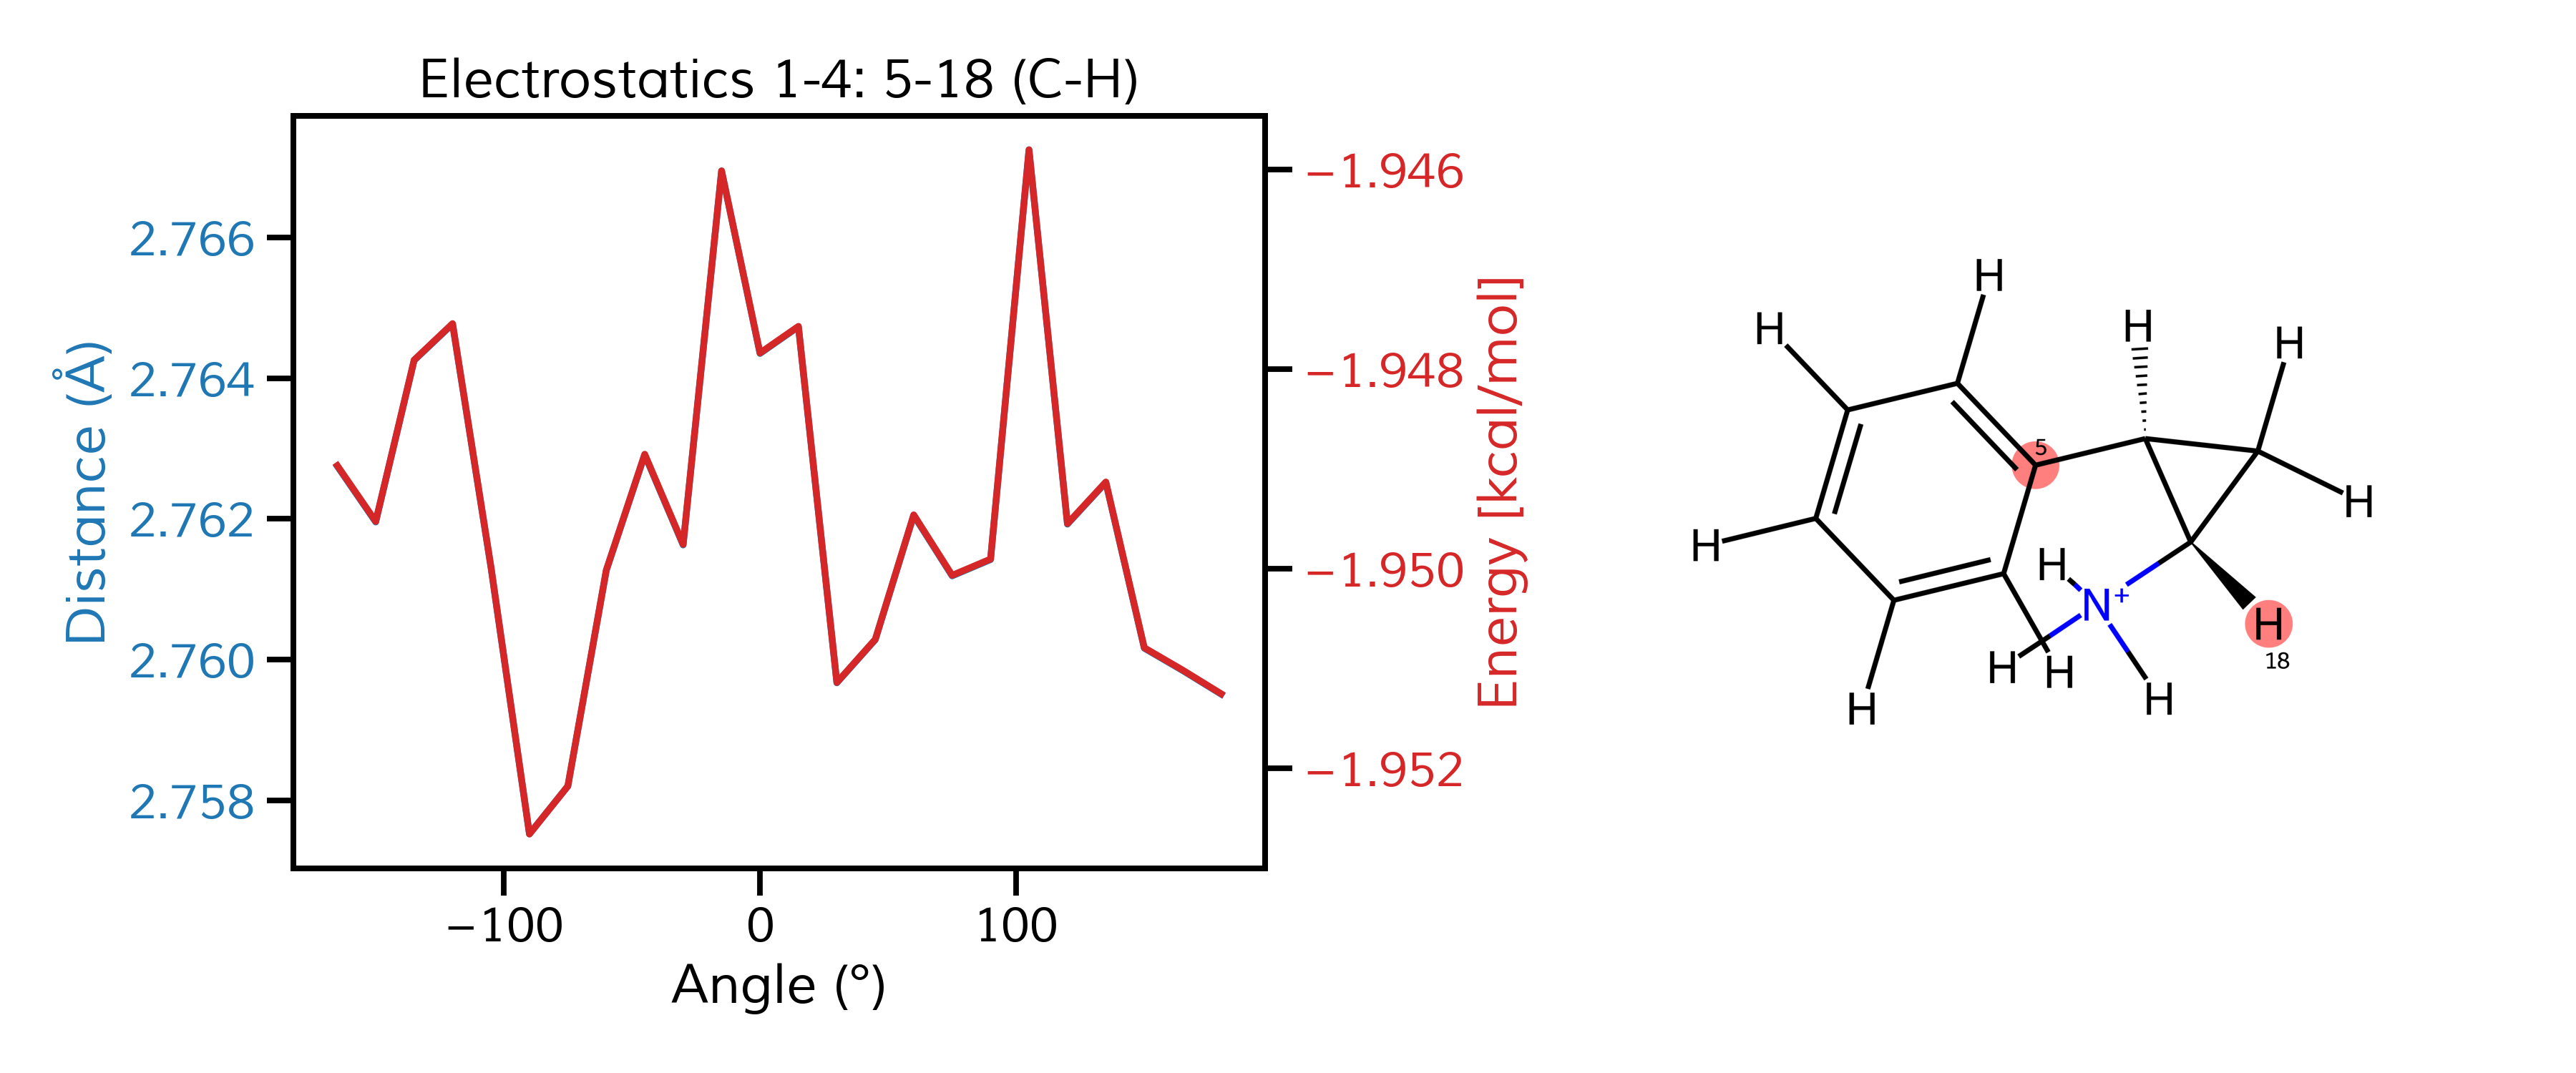 Electrostatics 1-4: 5-18 (C-H)
Distance (Å)
2.766
2.764
2.762
2.760
2.758
−100
0
100
Angle (°)
−1.946
−1.948
−1.950
−1.952
Energy [kcal/mol]
H
H
H
H
H
5
H
H
H
N+
H
18
H
H
H
H